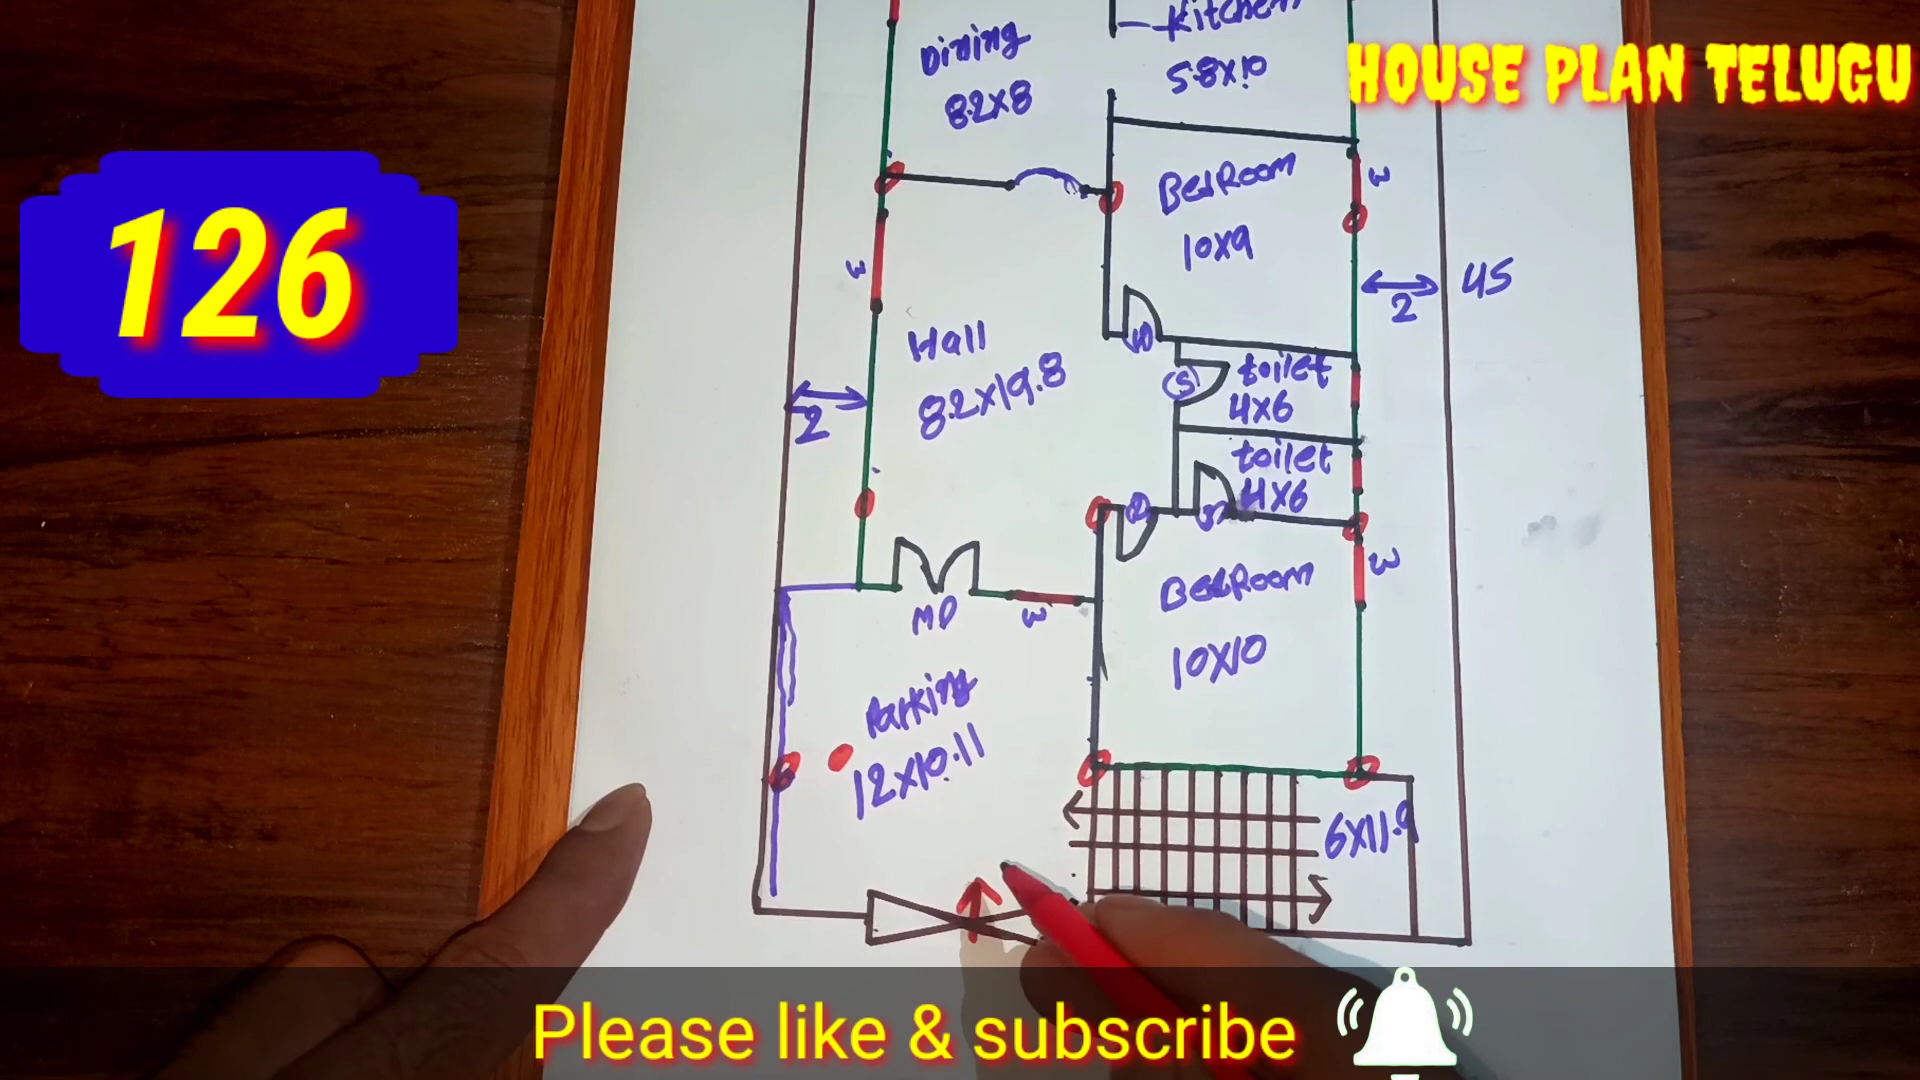 Kitchen
Dining
5.8X10
8.2X8
HOUSE PLAN TELUGU
126
BedRoom
10X9
W
W
2
45
Hall
8.2X19.8
2
toilet
4X6
toilet
4X6
MD
W
W
BedRoom
10X10
Parking
12X10.11
6X11.9
Please like & subscribe